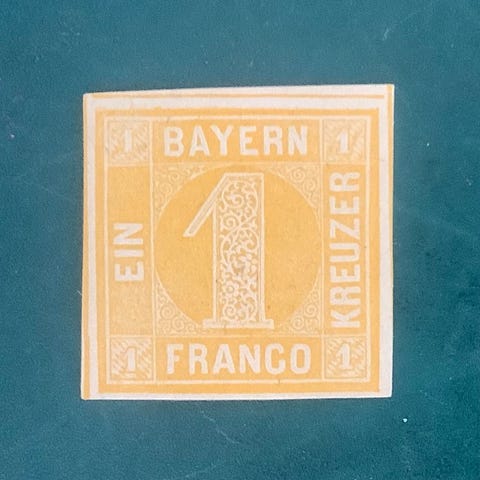 1 BAYERN 1
EIN
1
KREUZER
1 FRANCO 1